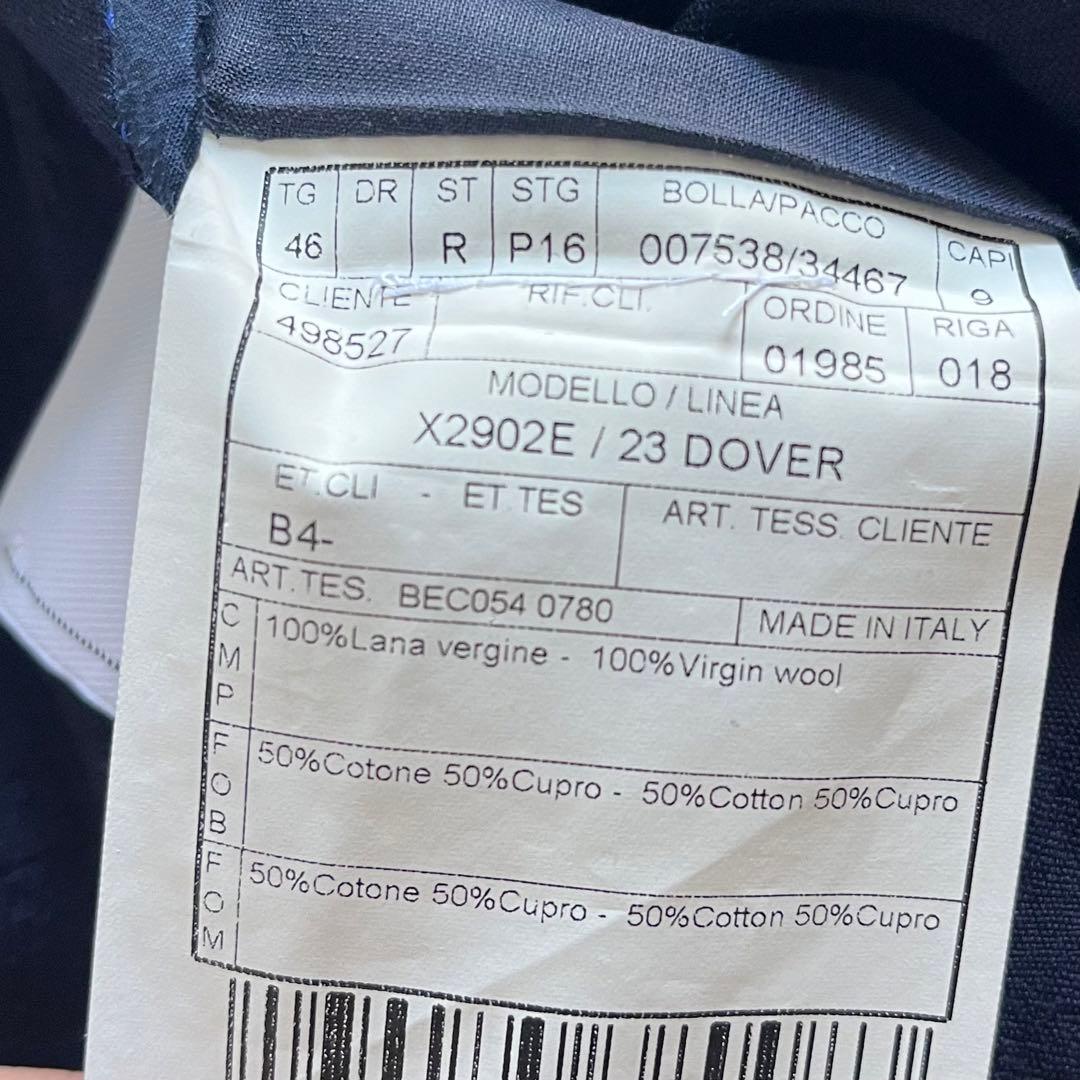 TG DR ST STG BOLLA/PACCO CAPI
46 R P16 007538/34467 9
CLIENTE RIF.CLI. ORDINE RIGA
498527 01985 018
MODELLO / LINEA
X2902E / 23 DOVER
ET.CLI - ET.TES ART. TESS. CLIENTE
B4-
ART.TES. BEC054 0780 MADE IN ITALY
CMP 100%Lana vergine - 100%Virgin wool
FOB 50%Cotone 50%Cupro - 50%Cotton 50%Cupro
FOM 50%Cotone 50%Cupro - 50%Cotton 50%Cupro